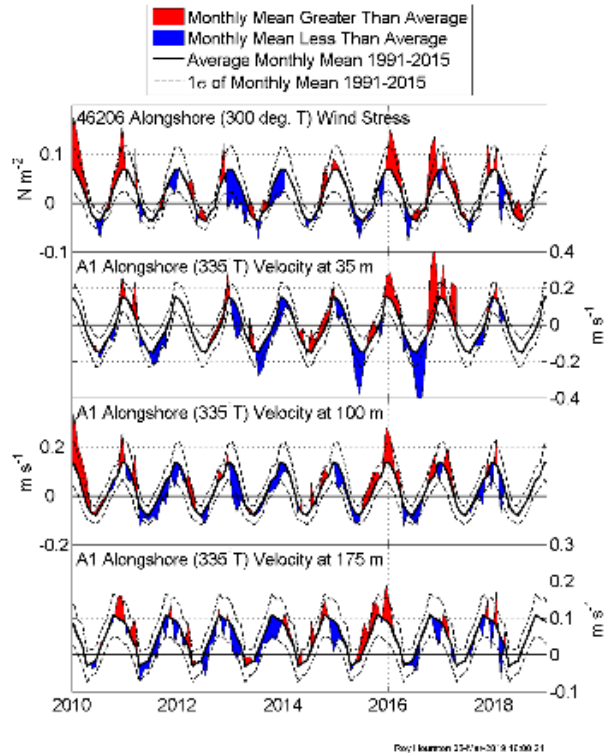 Monthly Mean Greater Than Average
Monthly Mean Less Than Average
Average Monthly Mean 1991-2015
1σ of Monthly Mean 1991-2015
46206 Alongshore (300 deg. T) Wind Stress
0.1
0
-0.1
N m-2
A1 Alongshore (335 T) Velocity at 35 m
0.4
0.2
0
-0.2
-0.4
m s-1
A1 Alongshore (335 T) Velocity at 100 m
0.2
0
-0.2
m s-1
A1 Alongshore (335 T) Velocity at 175 m
0.3
0.2
0.1
0
-0.1
m s-1
2010 2012 2014 2016 2018
Roy Hourston